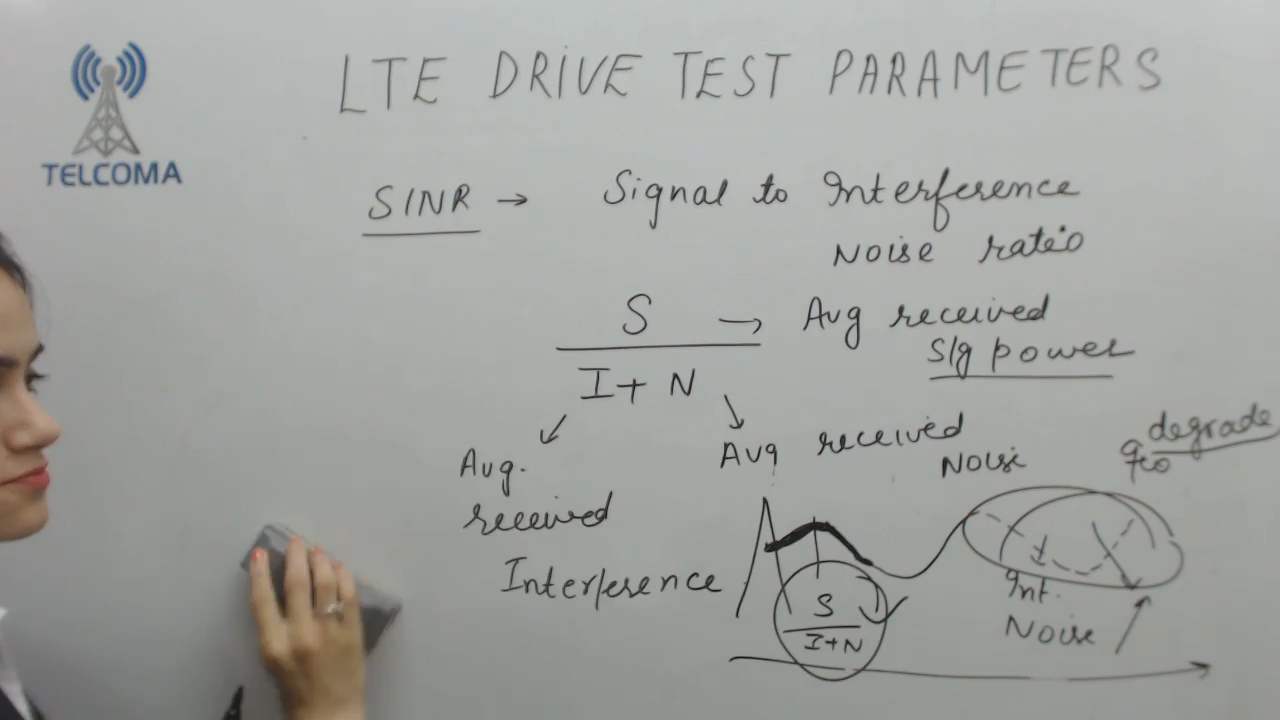 TELCOMA
LTE DRIVE TEST PARAMETERS
SINR → Signal to Interference
Noise ratio
S → Avg received
S/g power
I + N
Avg.
received
Interference
Avg received
Noise
degrade
S
I+N
Int.
Noise